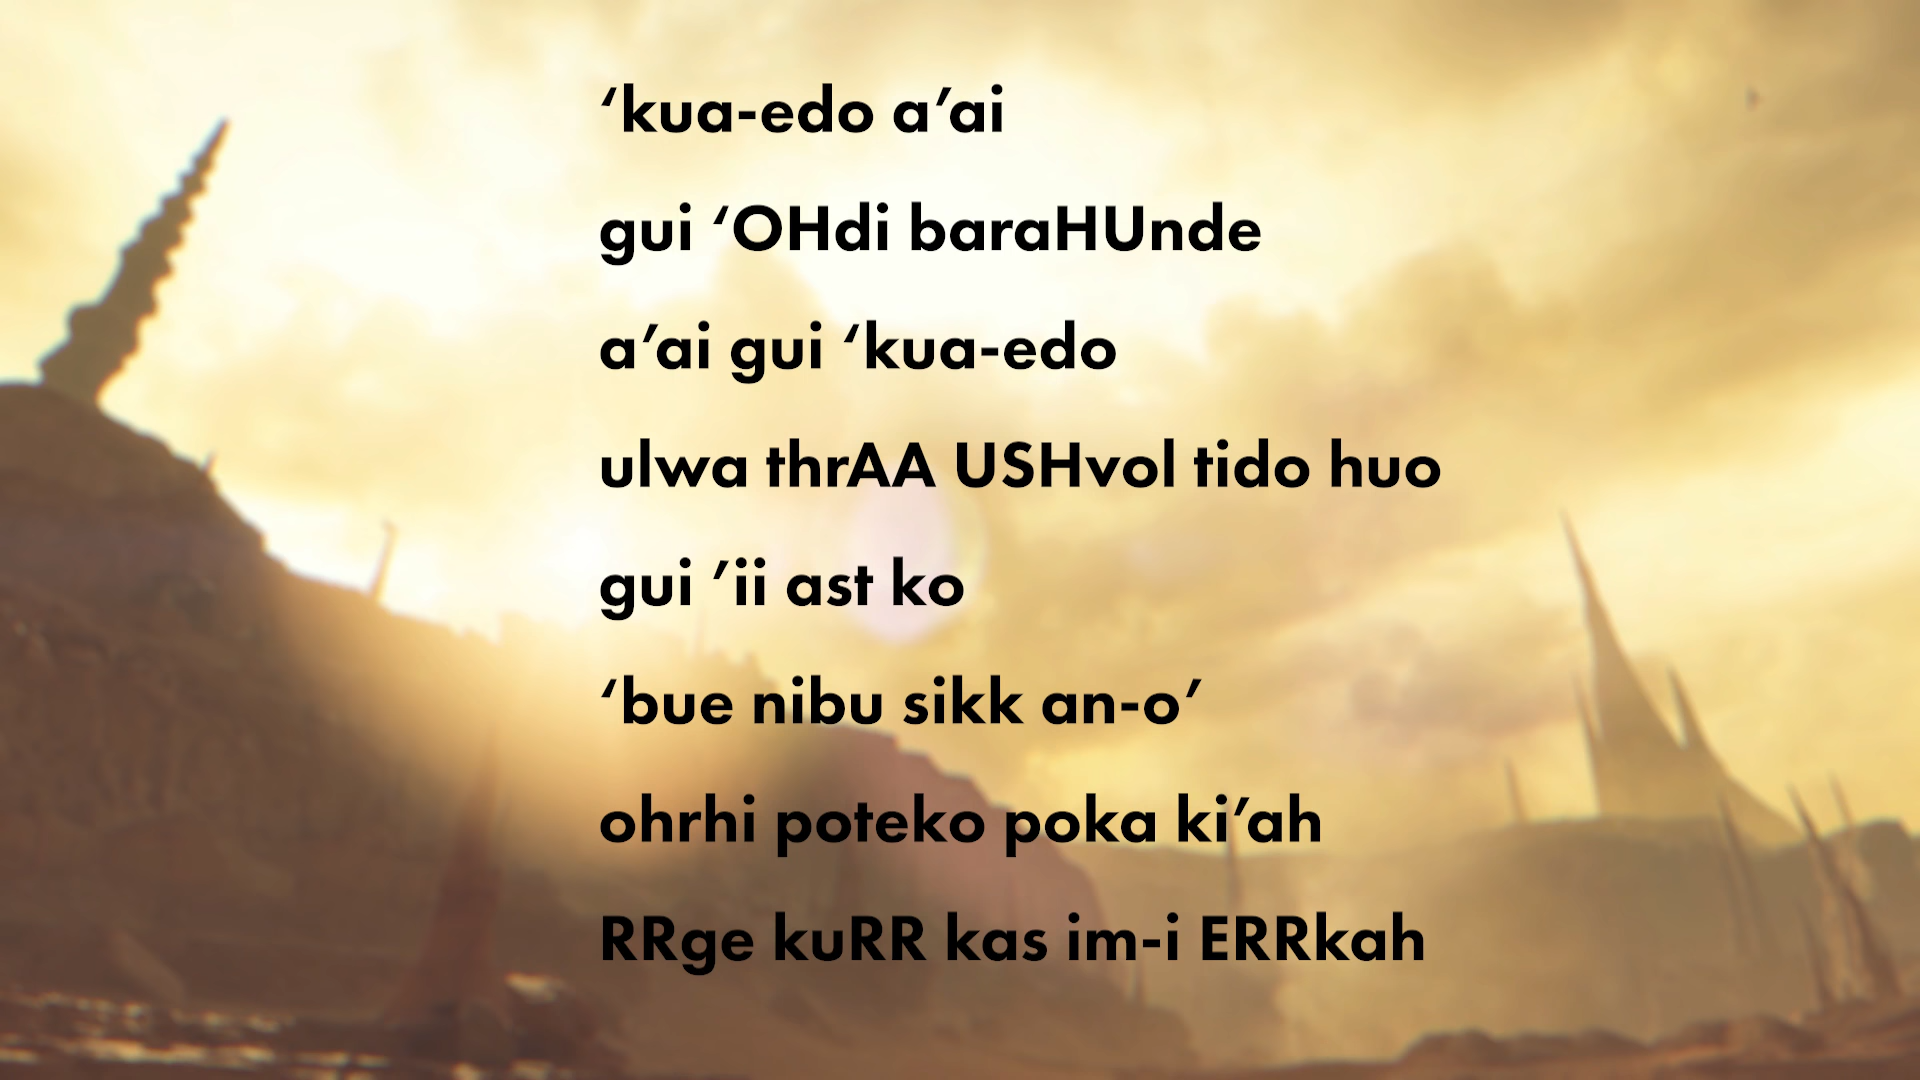 ‘kua-edo a’ai
gui ‘OHdi baraHUnde
a’ai gui ‘kua-edo
ulwa thrAA USHvol tido huo
gui ’ii ast ko
‘bue nibu sikk an-o’
ohrhi poteko poka ki’ah
RRge kuRR kas im-i ERRkah